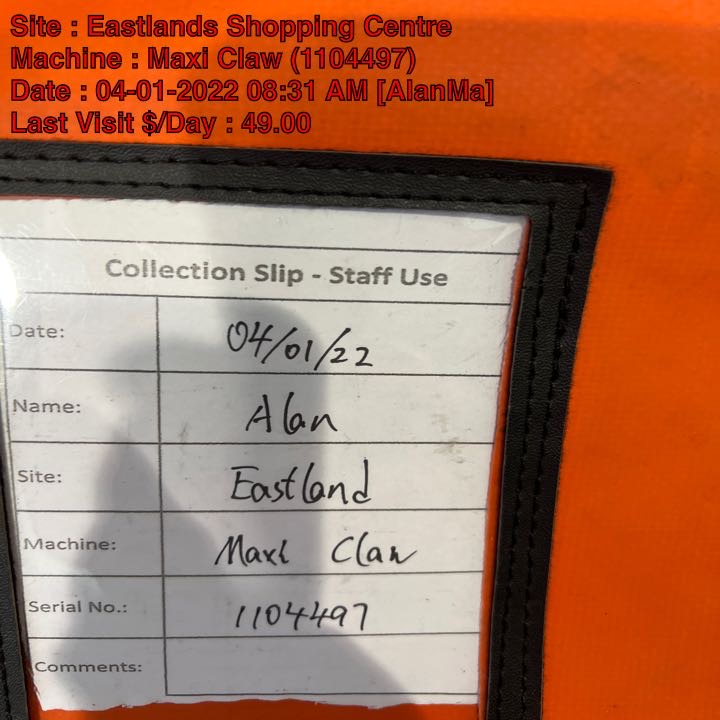 Site : Eastlands Shopping Centre
Machine : Maxi Claw (1104497)
Date : 04-01-2022 08:31 AM [AlanMa]
Last Visit $/Day : 49.00
Collection Slip - Staff Use
Date: 04/01/22
Name: Alan
Site: Eastland
Machine: Maxi Claw
Serial No.: 1104497
Comments: